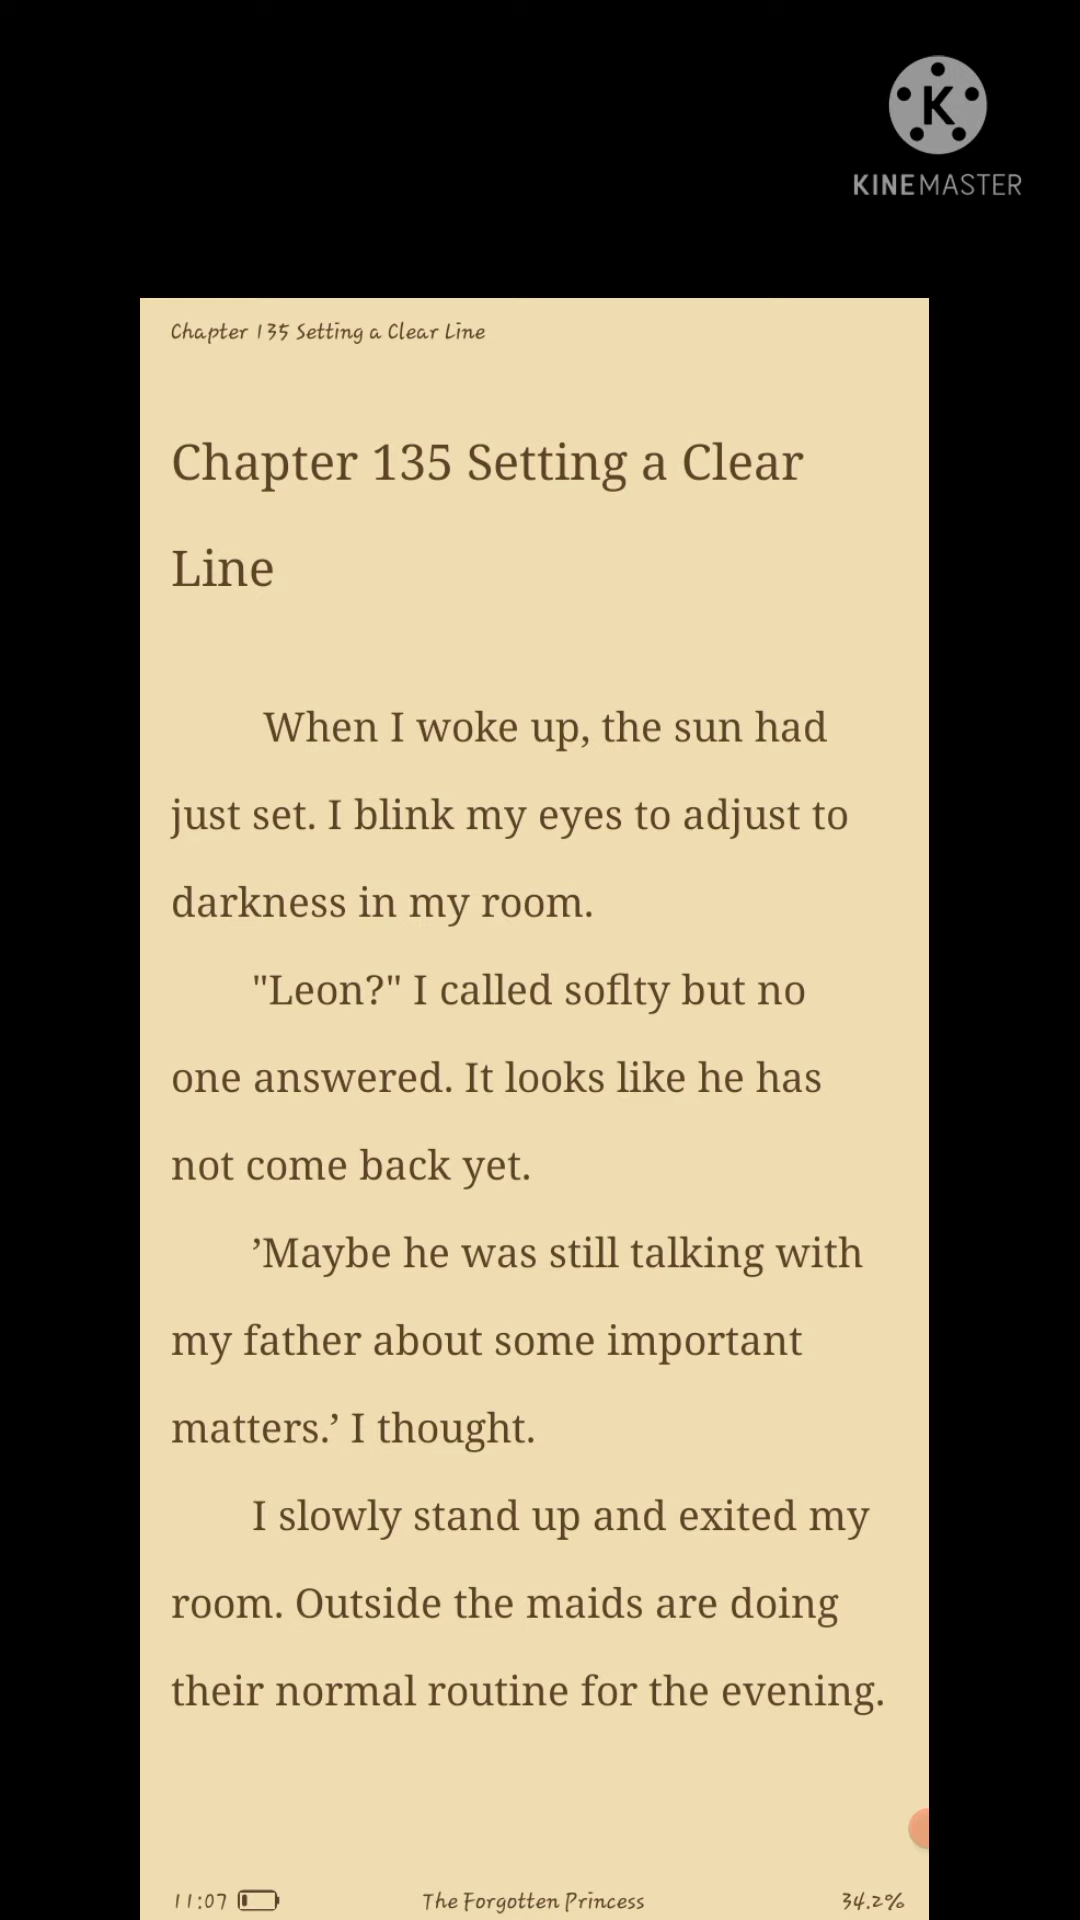 K
KINEMASTER
Chapter 135 Setting a Clear Line
Chapter 135 Setting a Clear
Line
When I woke up, the sun had
just set. I blink my eyes to adjust to
darkness in my room.
"Leon?" I called soflty but no
one answered. It looks like he has
not come back yet.
’Maybe he was still talking with
my father about some important
matters.’ I thought.
I slowly stand up and exited my
room. Outside the maids are doing
their normal routine for the evening.
11:07 The Forgotten Princess 34.2%